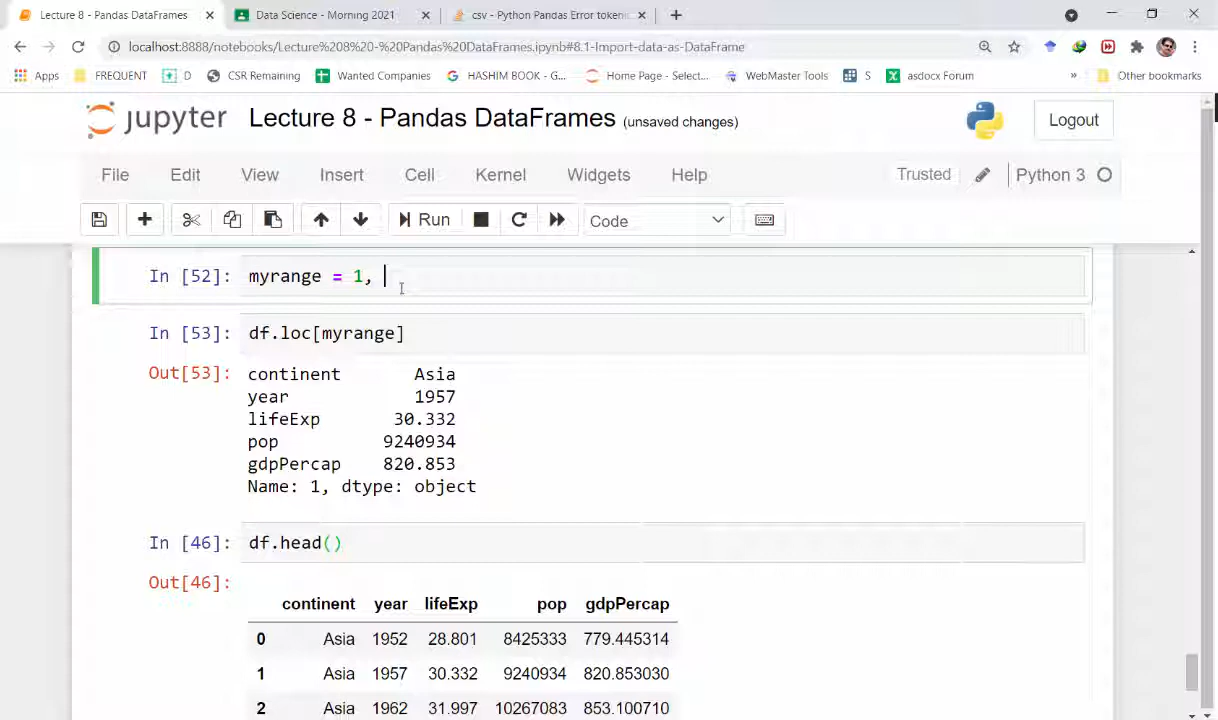 Lecture 8 - Pandas DataFrames
Data Science - Morning 2021
csv - Python Pandas Error tokeni
localhost:8888/notebooks/Lecture%208%20-%20Pandas%20DataFrames.ipynb#8.1-Import-data-as-DataFrame
Apps FREQUENT D CSR Remaining Wanted Companies HASHIM BOOK - G... Home Page - Select... WebMaster Tools S asdocx Forum » Other bookmarks
jupyter Lecture 8 - Pandas DataFrames (unsaved changes) Logout
File Edit View Insert Cell Kernel Widgets Help Trusted Python 3
Run Code
In [52]: myrange = 1,
In [53]: df.loc[myrange]
Out[53]: continent Asia
year 1957
lifeExp 30.332
pop 9240934
gdpPercap 820.853
Name: 1, dtype: object
In [46]: df.head()
Out[46]:
continent year lifeExp pop gdpPercap
0 Asia 1952 28.801 8425333 779.445314
1 Asia 1957 30.332 9240934 820.853030
2 Asia 1962 31.997 10267083 853.100710